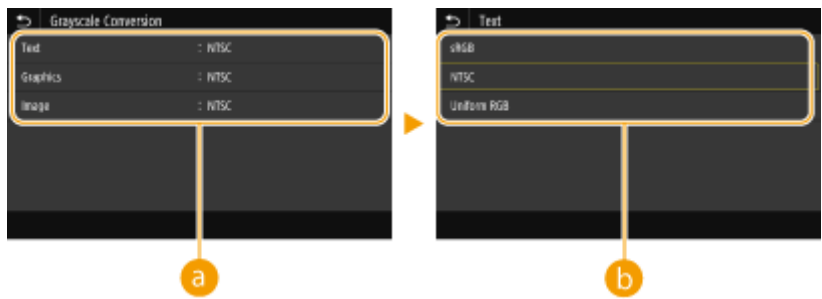 Grayscale Conversion
Text : NTSC
Graphics : NTSC
Image : NTSC
a
Text
sRGB
NTSC
Uniform RGB
b